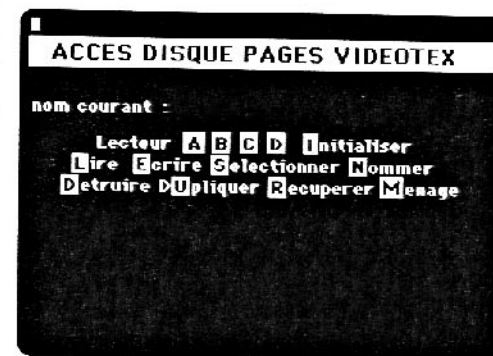 ACCES DISQUE PAGES VIDEOTEX
nom courant :
Lecteur A B C D Initialiser
Lire Ecrire Selectionner Nommer
Detruire DUpliquer Recuperer Menage